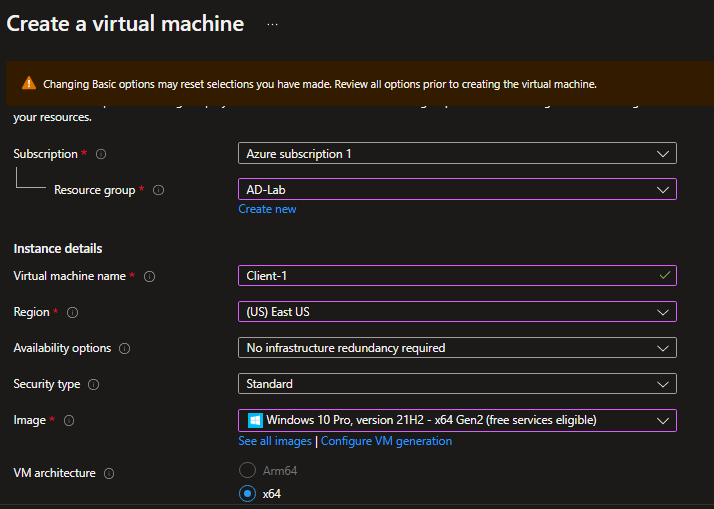 Create a virtual machine ...
Changing Basic options may reset selections you have made. Review all options prior to creating the virtual machine.
your resources.
Subscription * Azure subscription 1
Resource group * AD-Lab
Create new
Instance details
Virtual machine name * Client-1
Region * (US) East US
Availability options No infrastructure redundancy required
Security type Standard
Image * Windows 10 Pro, version 21H2 - x64 Gen2 (free services eligible)
See all images | Configure VM generation
VM architecture Arm64
x64